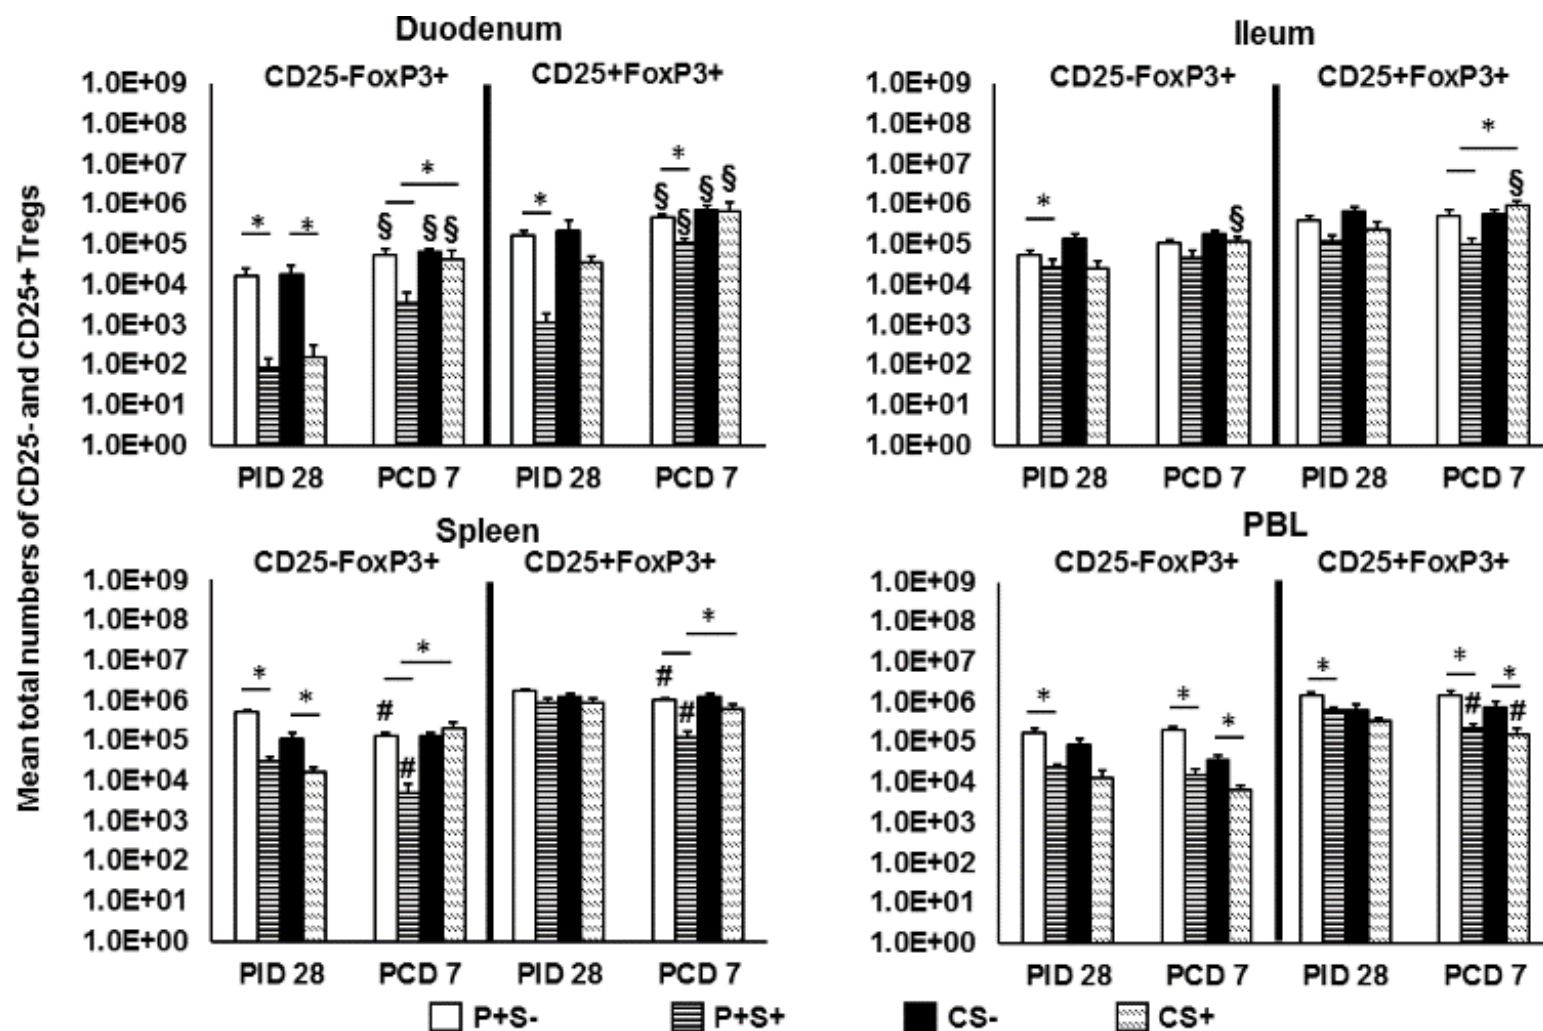 Mean total numbers of CD25- and CD25+ Tregs
Duodenum
CD25-FoxP3+ CD25+FoxP3+
1.0E+09
1.0E+08
1.0E+07
1.0E+06
1.0E+05
1.0E+04
1.0E+03
1.0E+02
1.0E+01
1.0E+00
* * § * § § * § * § § §
PID 28 PCD 7 PID 28 PCD 7
Ileum
CD25-FoxP3+ CD25+FoxP3+
1.0E+09
1.0E+08
1.0E+07
1.0E+06
1.0E+05
1.0E+04
1.0E+03
1.0E+02
1.0E+01
1.0E+00
* § * §
PID 28 PCD 7 PID 28 PCD 7
Spleen
CD25-FoxP3+ CD25+FoxP3+
1.0E+09
1.0E+08
1.0E+07
1.0E+06
1.0E+05
1.0E+04
1.0E+03
1.0E+02
1.0E+01
1.0E+00
* * # # * # # *
PID 28 PCD 7 PID 28 PCD 7
PBL
CD25-FoxP3+ CD25+FoxP3+
1.0E+09
1.0E+08
1.0E+07
1.0E+06
1.0E+05
1.0E+04
1.0E+03
1.0E+02
1.0E+01
1.0E+00
* * * * * # * #
PID 28 PCD 7 PID 28 PCD 7
P+S- P+S+ CS- CS+